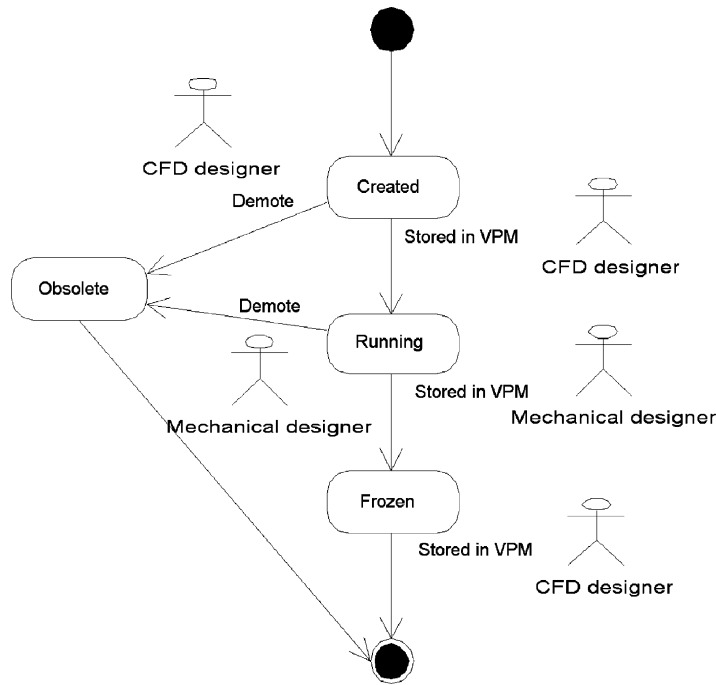 CFD designer
Created
Demote
Stored in VPM
CFD designer
Obsolete
Demote
Running
Stored in VPM
Mechanical designer
Mechanical designer
Frozen
Stored in VPM
CFD designer